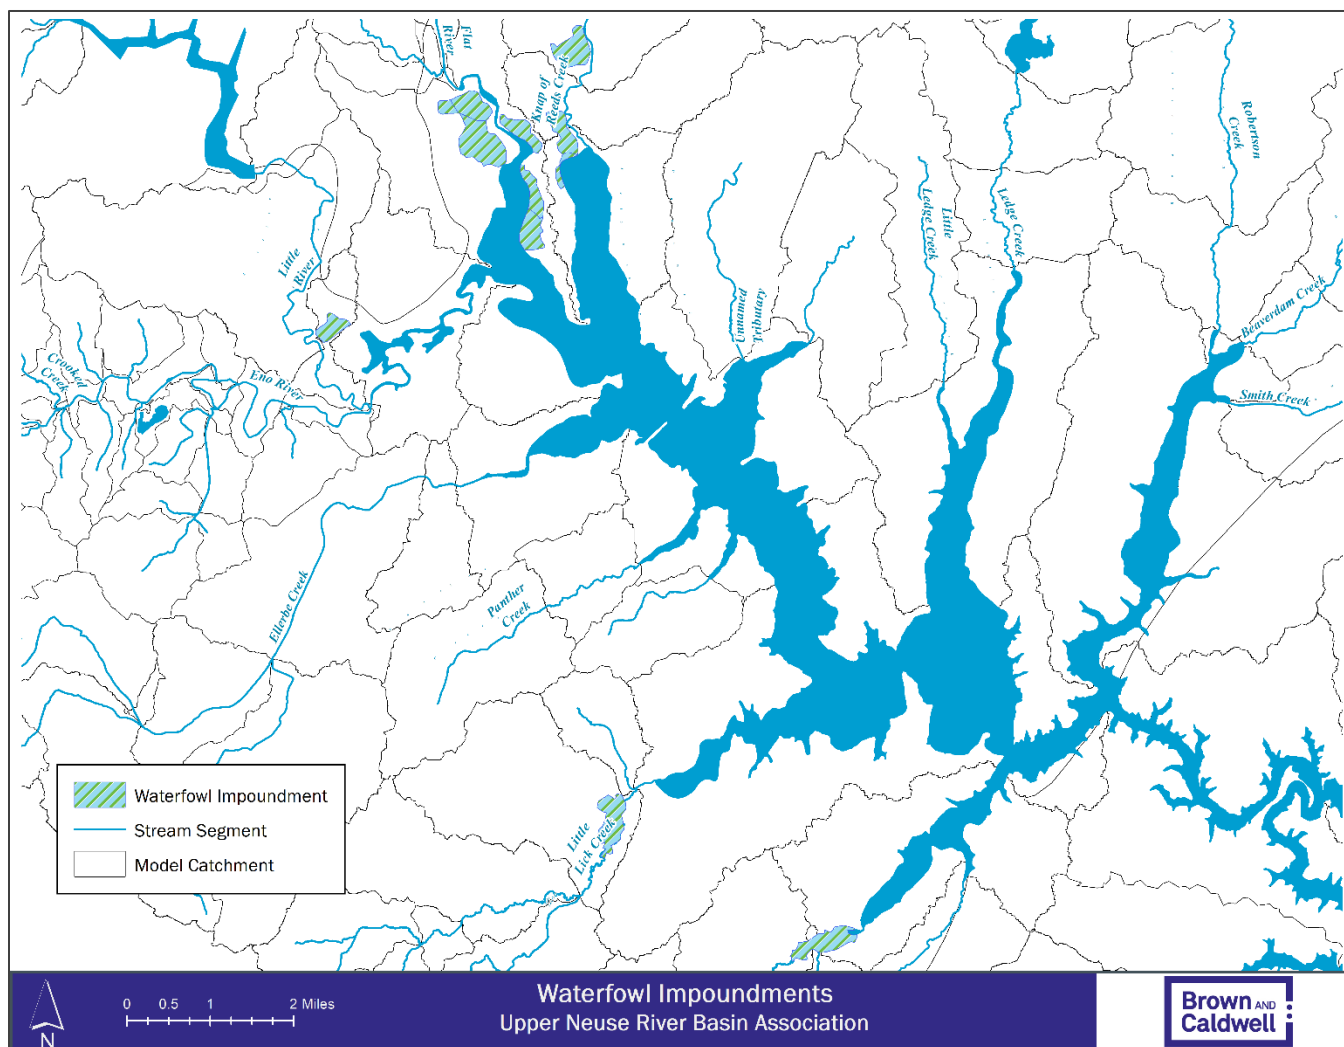 Flat
River
Knap of
Reeds Creek
Robertson
Creek
Little
Ledge Creek
Ledge Creek
Little
River
Unnamed
Tributary
Beaverdam Creek
Crooked
Creek
Eno River
Smith Creek
Ellerbe Creek
Panther
Creek
Little
Lick Creek
Waterfowl Impoundment
Stream Segment
Model Catchment
N
0 0.5 1 2 Miles
Waterfowl Impoundments
Upper Neuse River Basin Association
Brown AND
Caldwell